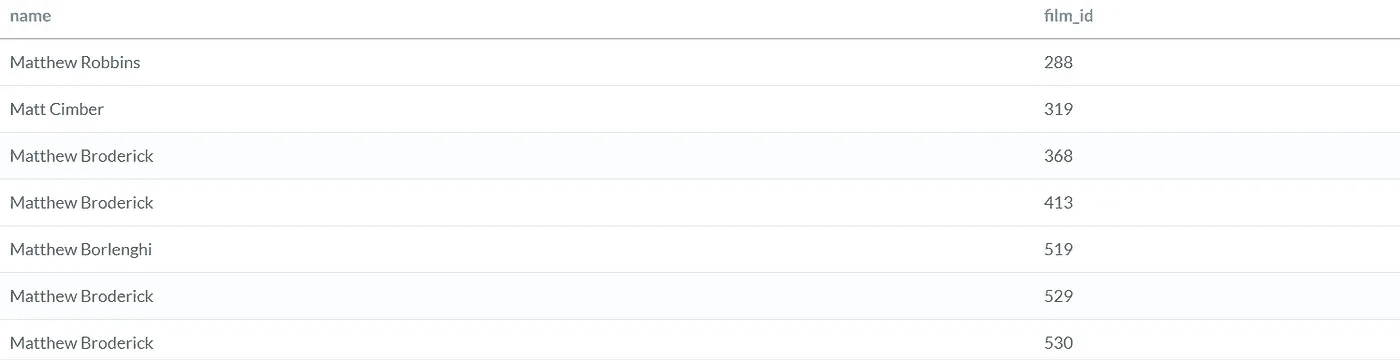 name film_id
Matthew Robbins 288
Matt Cimber 319
Matthew Broderick 368
Matthew Broderick 413
Matthew Borlenghi 519
Matthew Broderick 529
Matthew Broderick 530